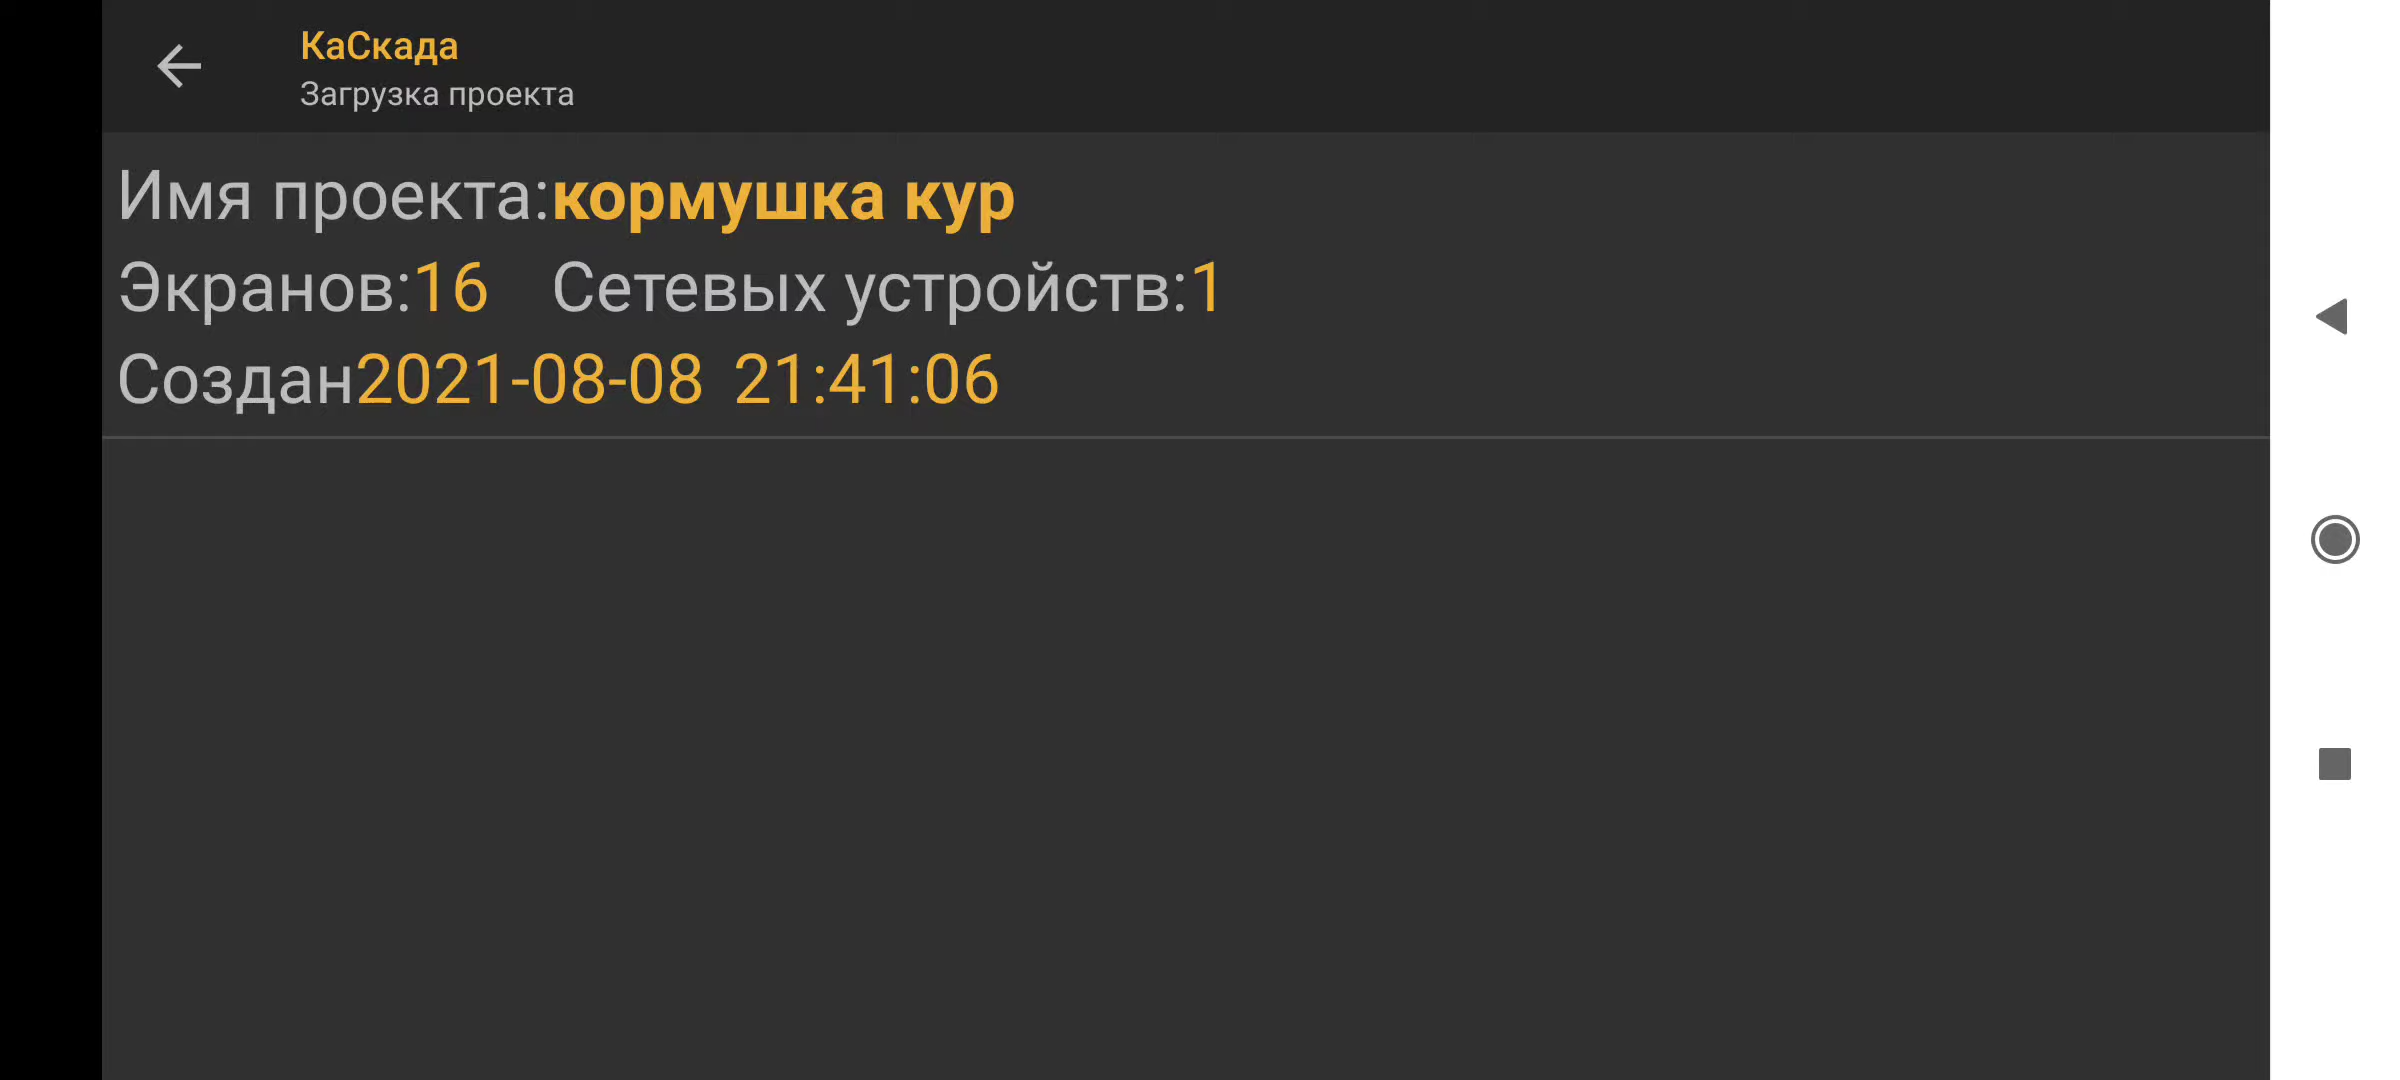 КаСкада
Загрузка проекта
Имя проекта:кормушка кур
Экранов:16 Сетевых устройств:1
Создан2021-08-08 21:41:06